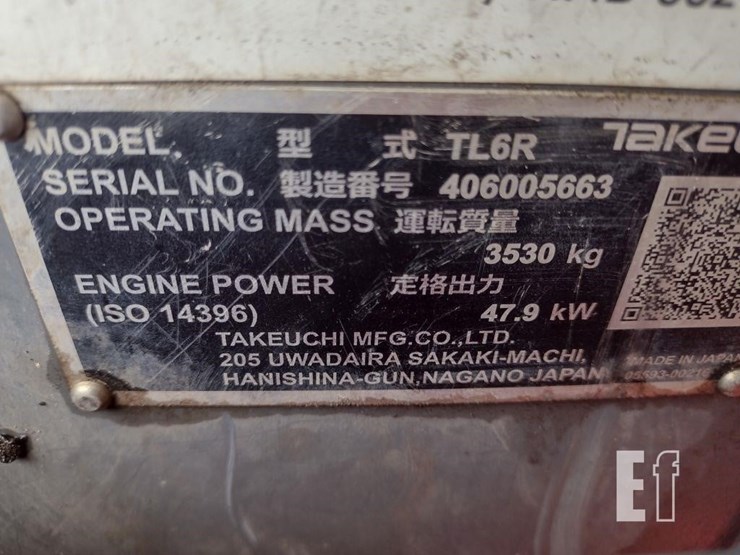 MODEL 型 式 TL6R
SERIAL NO. 製造番号 406005663
OPERATING MASS 運転質量
3530 kg
ENGINE POWER 定格出力
(ISO 14396) 47.9 kW
TAKEUCHI MFG.CO.,LTD.
205 UWADAIRA SAKAKI-MACHI,
HANISHINA-GUN,NAGANO JAPAN
MADE IN JAPAN
Ef